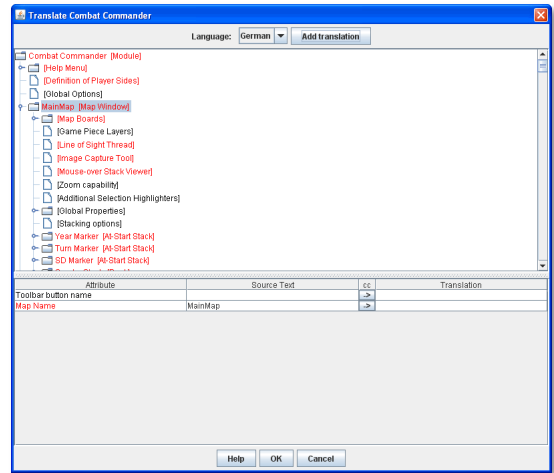 Translate Combat Commander
Language: German Add translation
Combat Commander [Module]
[Help Menu]
[Definition of Player Sides]
[Global Options]
MainMap [Map Window]
[Map Boards]
[Game Piece Layers]
[Line of Sight Thread]
[Image Capture Tool]
[Mouse-over Stack Viewer]
[Zoom capability]
[Additional Selection Highlighters]
[Global Properties]
[Stacking options]
Year Marker [At-Start Stack]
Turn Marker [At-Start Stack]
SD Marker [At-Start Stack]
Attribute Source Text cc Translation
Toolbar button name ->
Map Name MainMap ->
Help OK Cancel